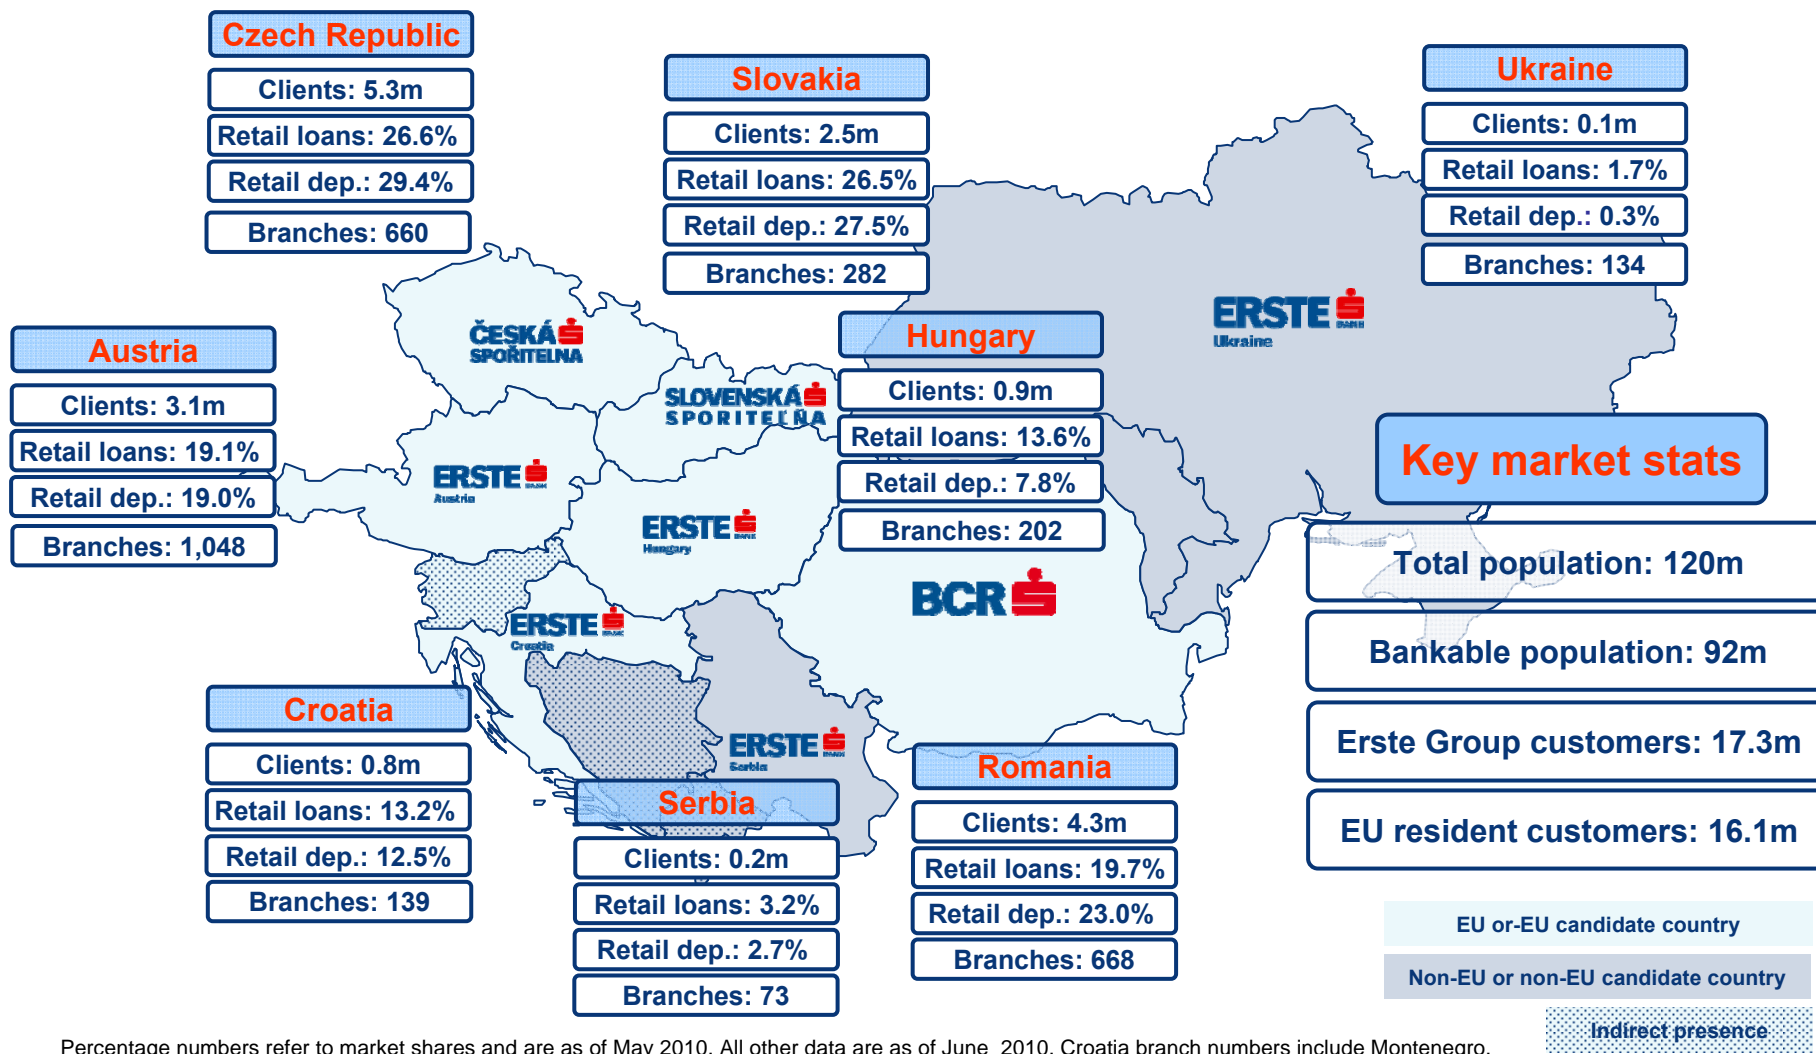 Czech Republic
Clients: 5.3m
Retail loans: 26.6%
Retail dep.: 29.4%
Branches: 660
Slovakia
Clients: 2.5m
Retail loans: 26.5%
Retail dep.: 27.5%
Branches: 282
Ukraine
Clients: 0.1m
Retail loans: 1.7%
Retail dep.: 0.3%
Branches: 134
Austria
Clients: 3.1m
Retail loans: 19.1%
Retail dep.: 19.0%
Branches: 1,048
Hungary
Clients: 0.9m
Retail loans: 13.6%
Retail dep.: 7.8%
Branches: 202
ČESKÁ
SPOŘITELNA
SLOVENSKÁ
SPORITEĽŇA
ERSTE
BANK
Ukraine
ERSTE
BANK
Austria
ERSTE
BANK
Hungary
ERSTE
BANK
Croatia
BCR
ERSTE
BANK
Serbia
Key market stats
Total population: 120m
Bankable population: 92m
Erste Group customers: 17.3m
EU resident customers: 16.1m
Croatia
Clients: 0.8m
Retail loans: 13.2%
Retail dep.: 12.5%
Branches: 139
Serbia
Clients: 0.2m
Retail loans: 3.2%
Retail dep.: 2.7%
Branches: 73
Romania
Clients: 4.3m
Retail loans: 19.7%
Retail dep.: 23.0%
Branches: 668
EU or-EU candidate country
Non-EU or non-EU candidate country
Indirect presence
Percentage numbers refer to market shares and are as of May 2010. All other data are as of June 2010. Croatia branch numbers include Montenegro.